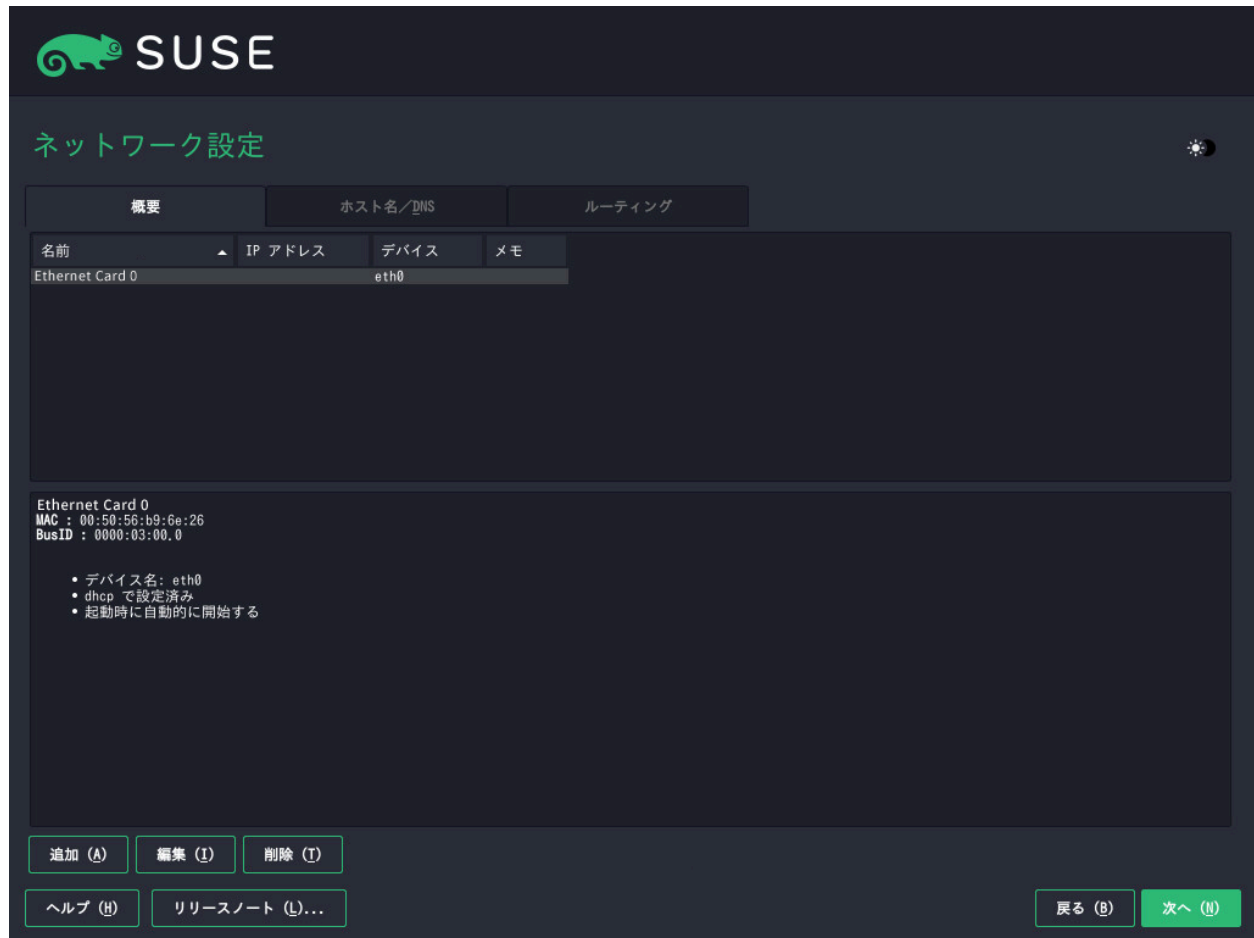 SUSE
ネットワーク設定
概要 ホスト名／DNS ルーティング
名前 IP アドレス デバイス メモ
Ethernet Card 0 eth0
Ethernet Card 0
MAC : 00:50:56:b9:6e:26
BusID : 0000:03:00.0
• デバイス名: eth0
• dhcp で設定済み
• 起動時に自動的に開始する
追加 (A) 編集 (I) 削除 (T)
ヘルプ (H) リリースノート (L)... 戻る (B) 次へ (N)